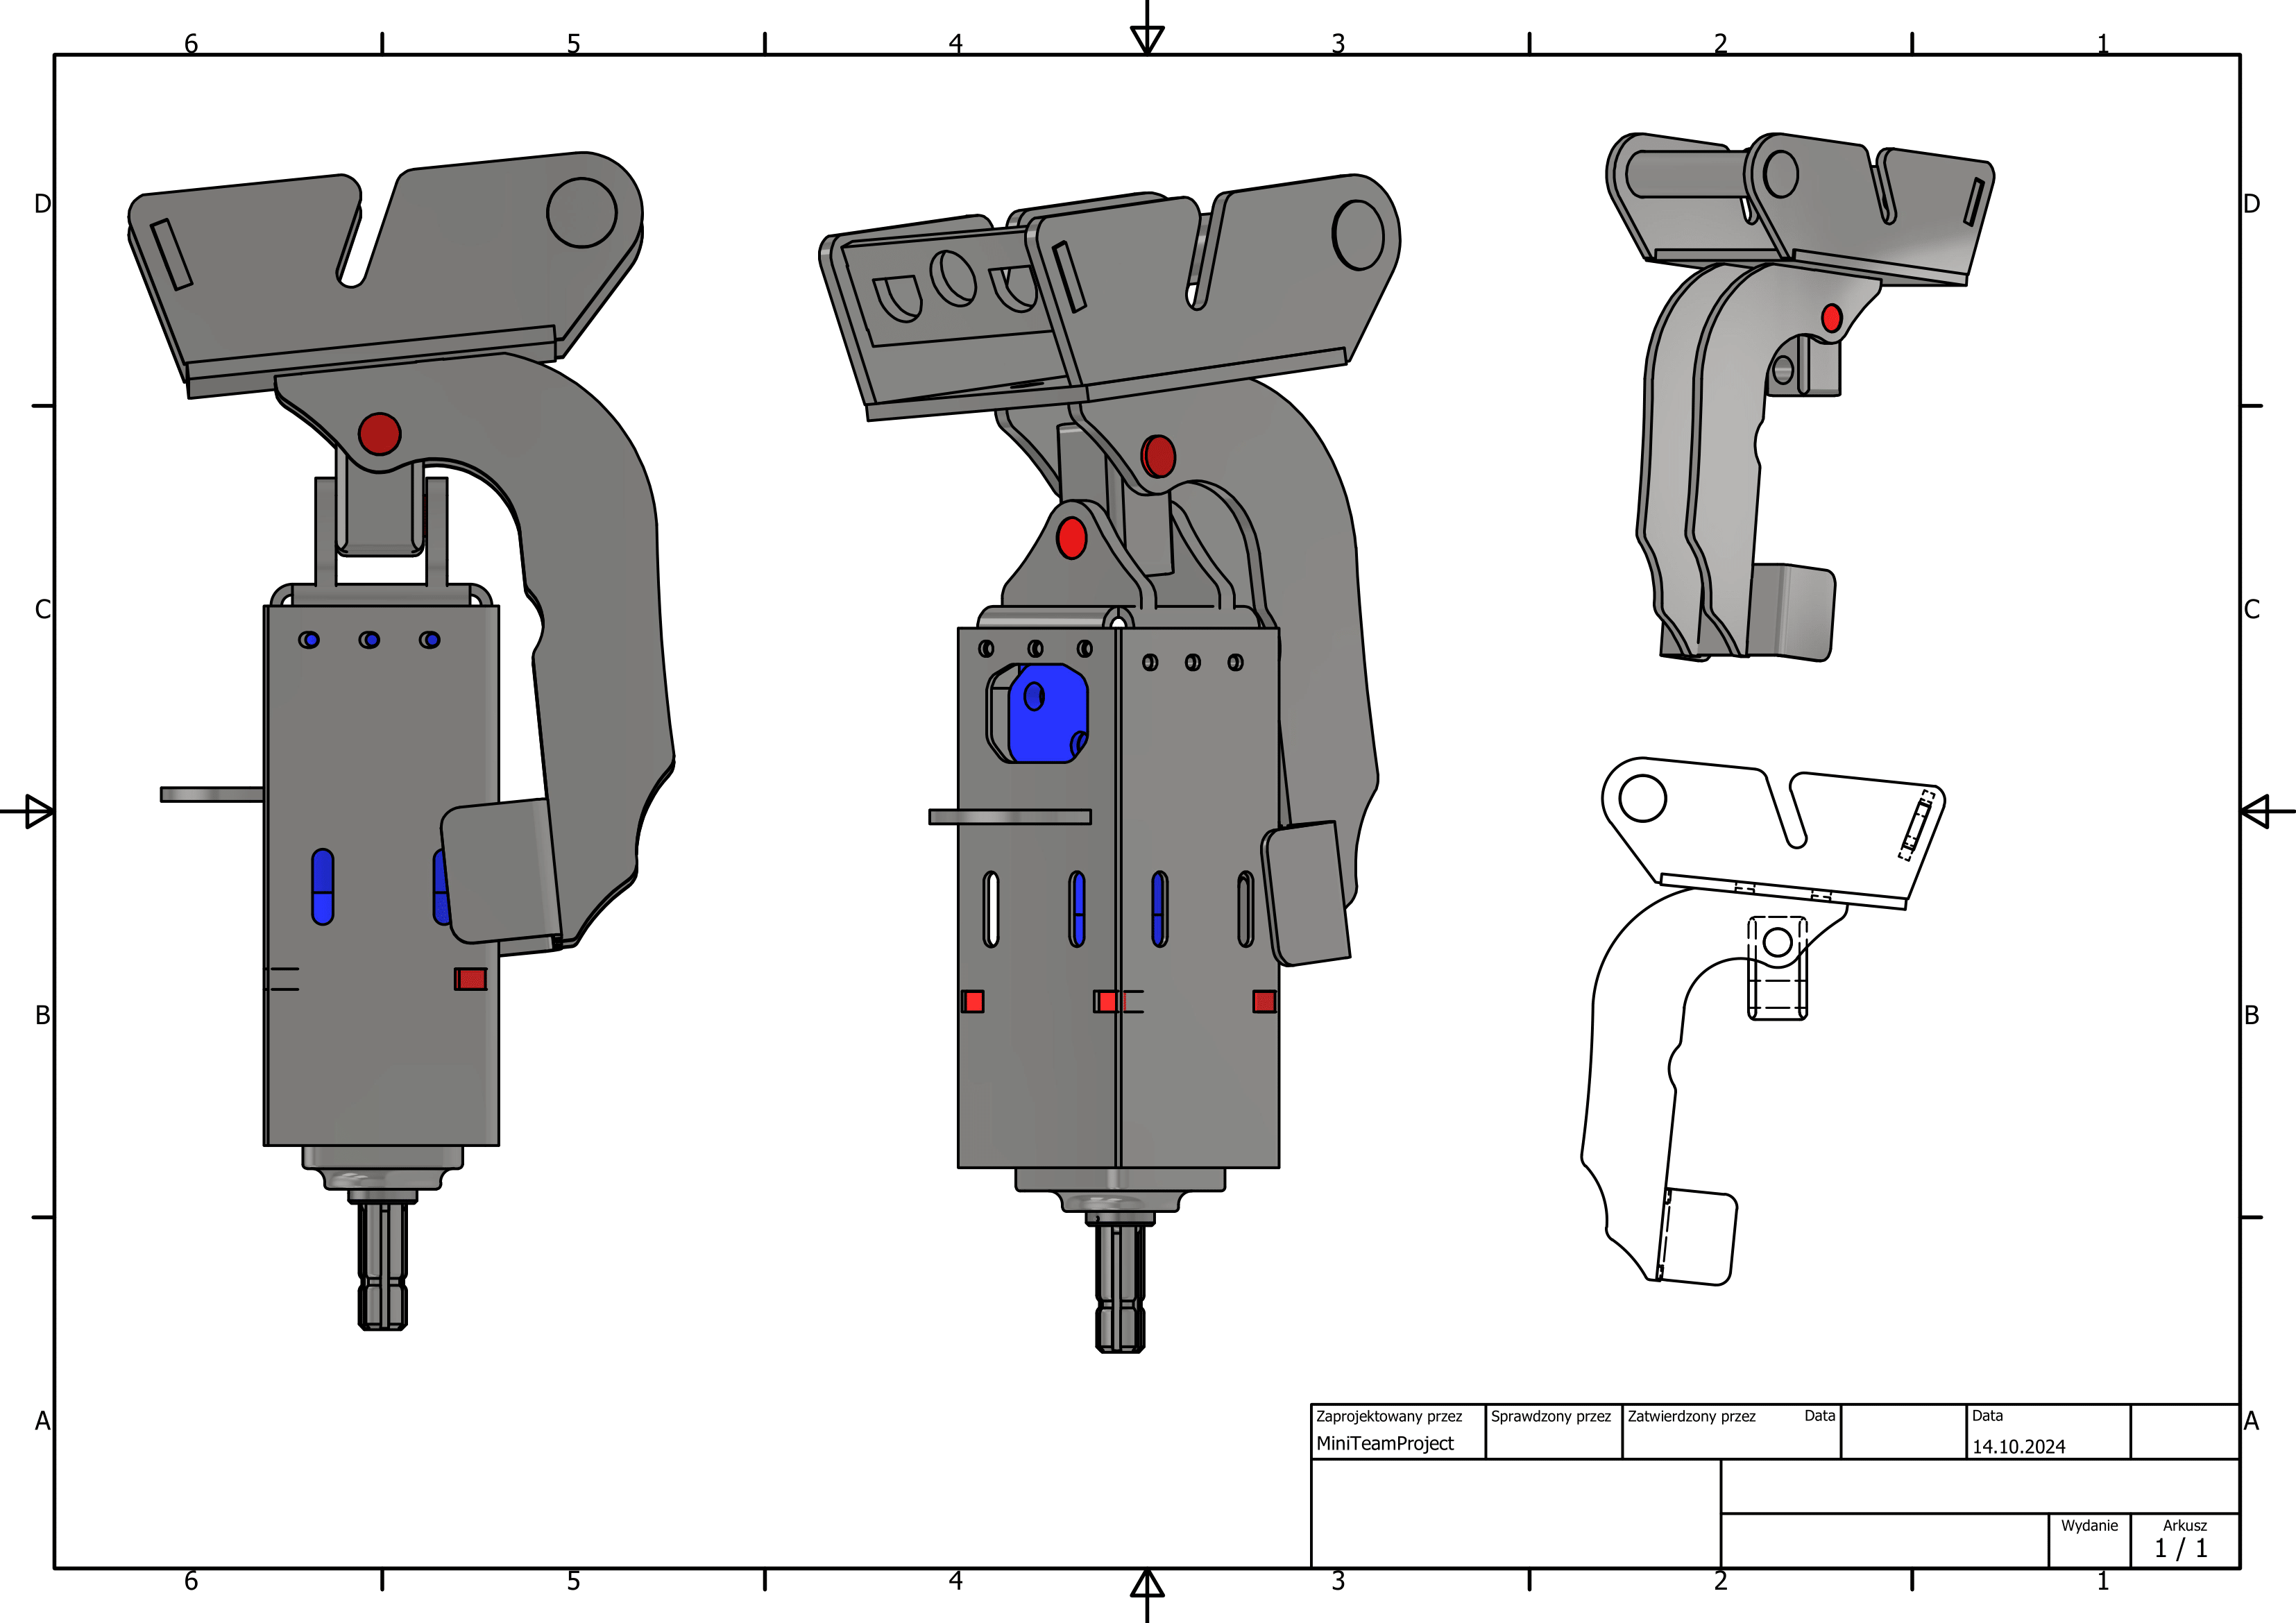 6 5 4 3 2 1
D D
C C
B B
A A
Zaprojektowany przez Sprawdzony przez Zatwierdzony przez Data Data
MiniTeamProject 14.10.2024
Wydanie Arkusz
1 / 1
6 5 4 3 2 1